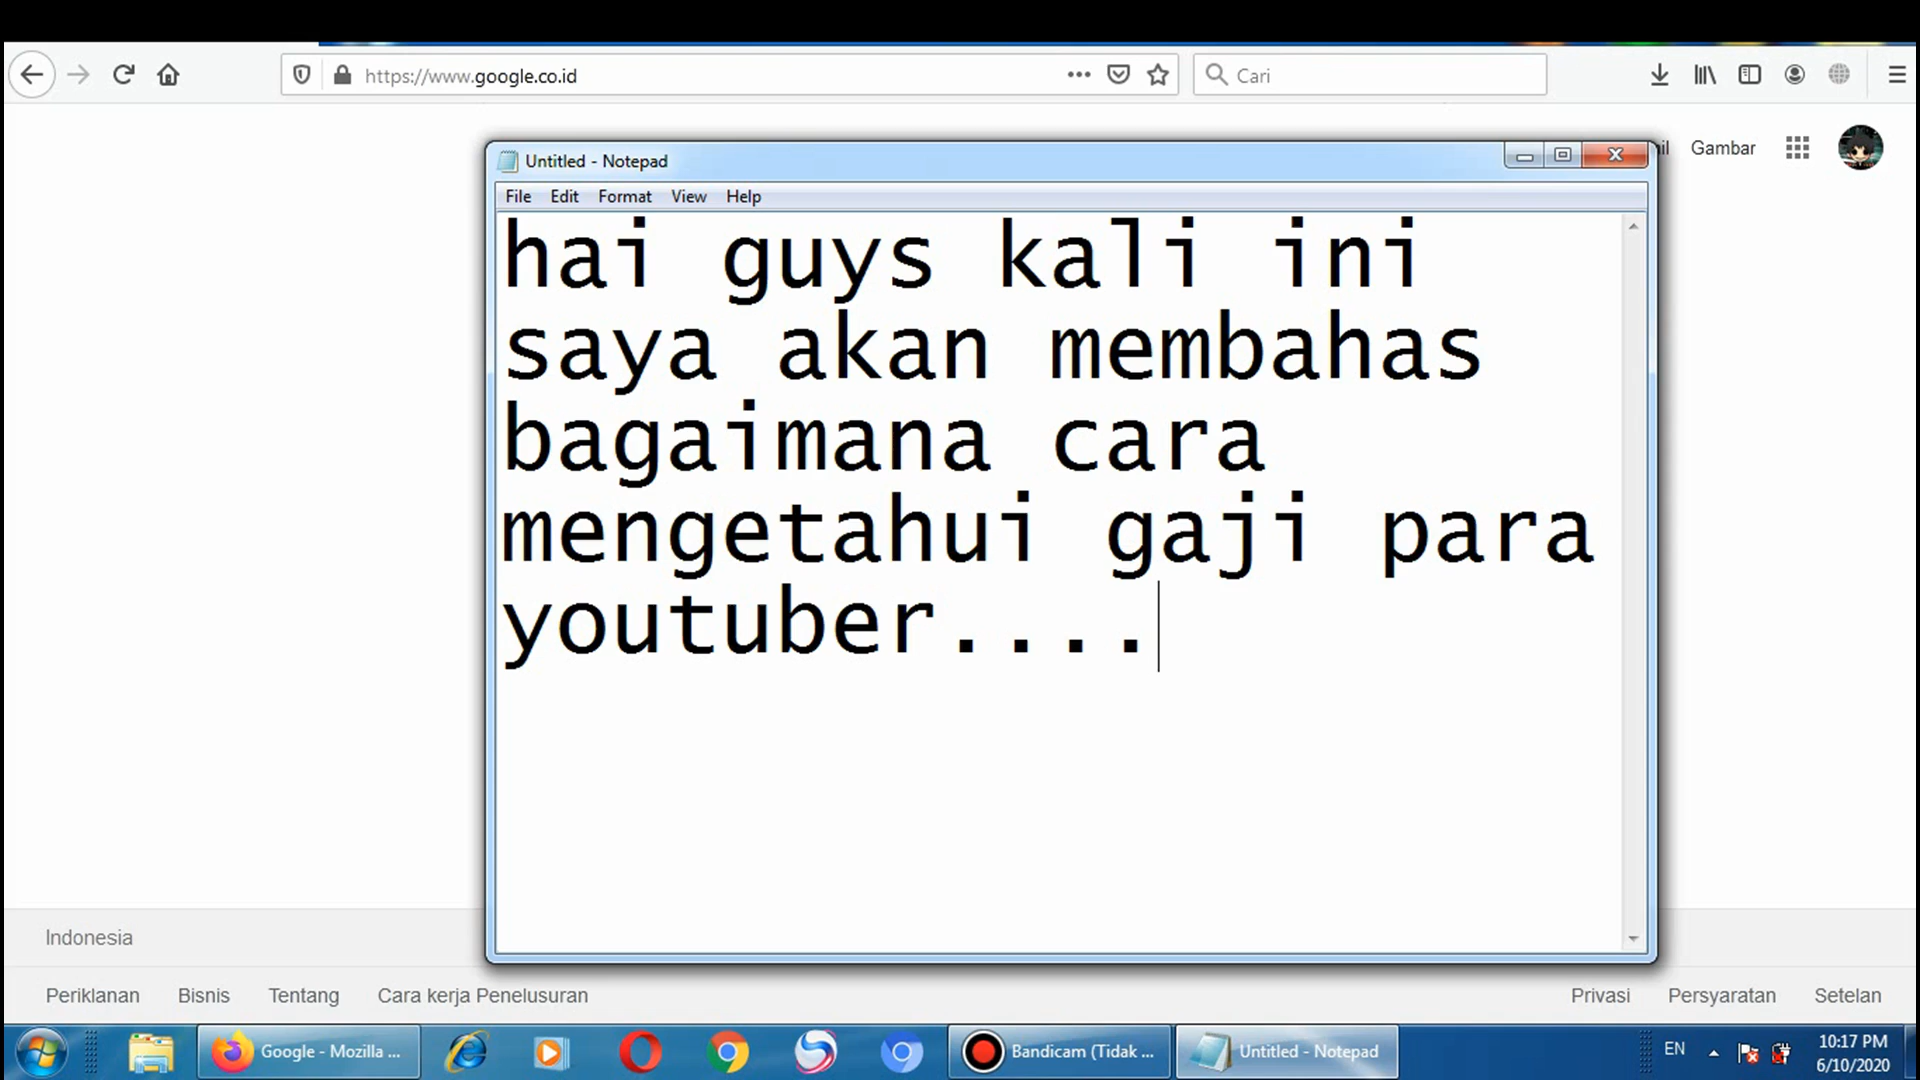 https://www.google.co.id
Cari
Gambar
Untitled - Notepad
File Edit Format View Help
hai guys kali ini
saya akan membahas
bagaimana cara
mengetahui gaji para
youtuber....
Indonesia
Periklanan Bisnis Tentang Cara kerja Penelusuran Privasi Persyaratan Setelan
Google - Mozilla ...
Bandicam (Tidak ...
Untitled - Notepad
EN
10:17 PM
6/10/2020